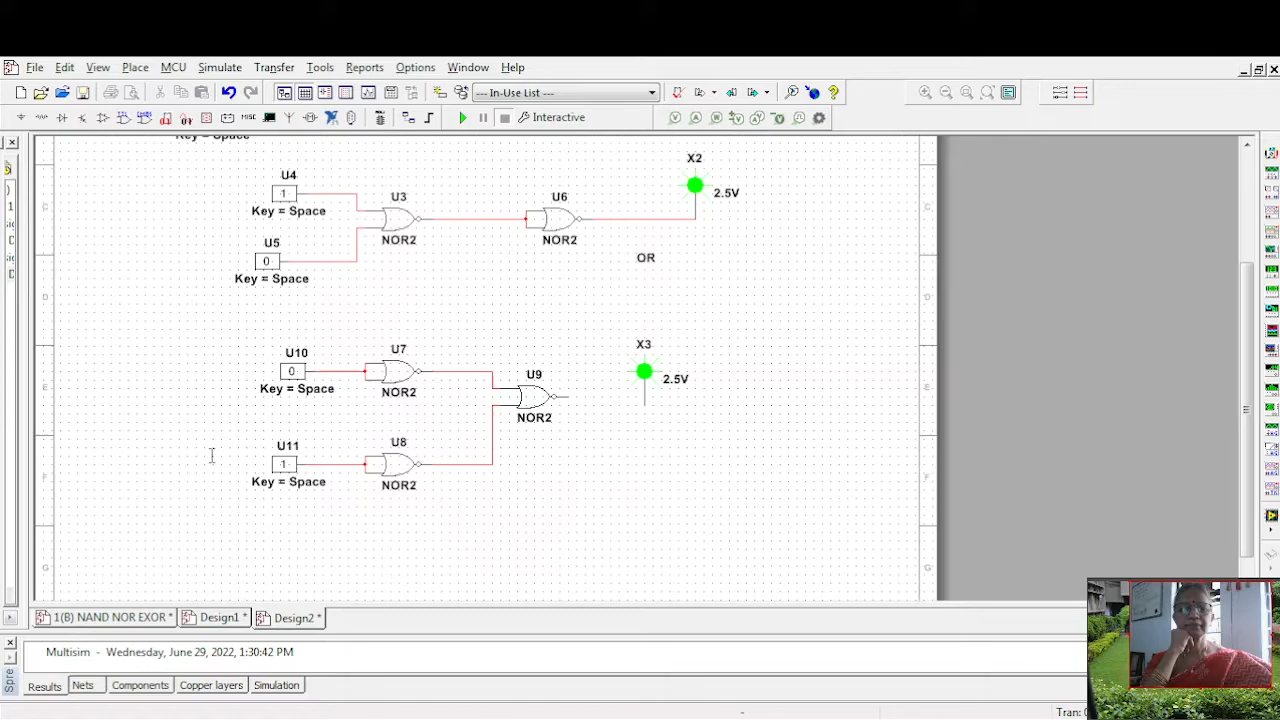 File Edit View Place MCU Simulate Transfer Tools Reports Options Window Help
--- In-Use List ---
Interactive
Key = Space
X2
U4
U3
U6
1
2.5V
Key = Space
NOR2
NOR2
U5
OR
0
Key = Space
X3
U10
U7
0
U9
2.5V
Key = Space
NOR2
NOR2
U11
U8
1
Key = Space
NOR2
C
D
E
F
G
C
D
E
F
G
1(B) NAND NOR EXOR * Design1 * Design2 *
Multisim - Wednesday, June 29, 2022, 1:30:42 PM
Results Nets Components Copper layers Simulation
Spre